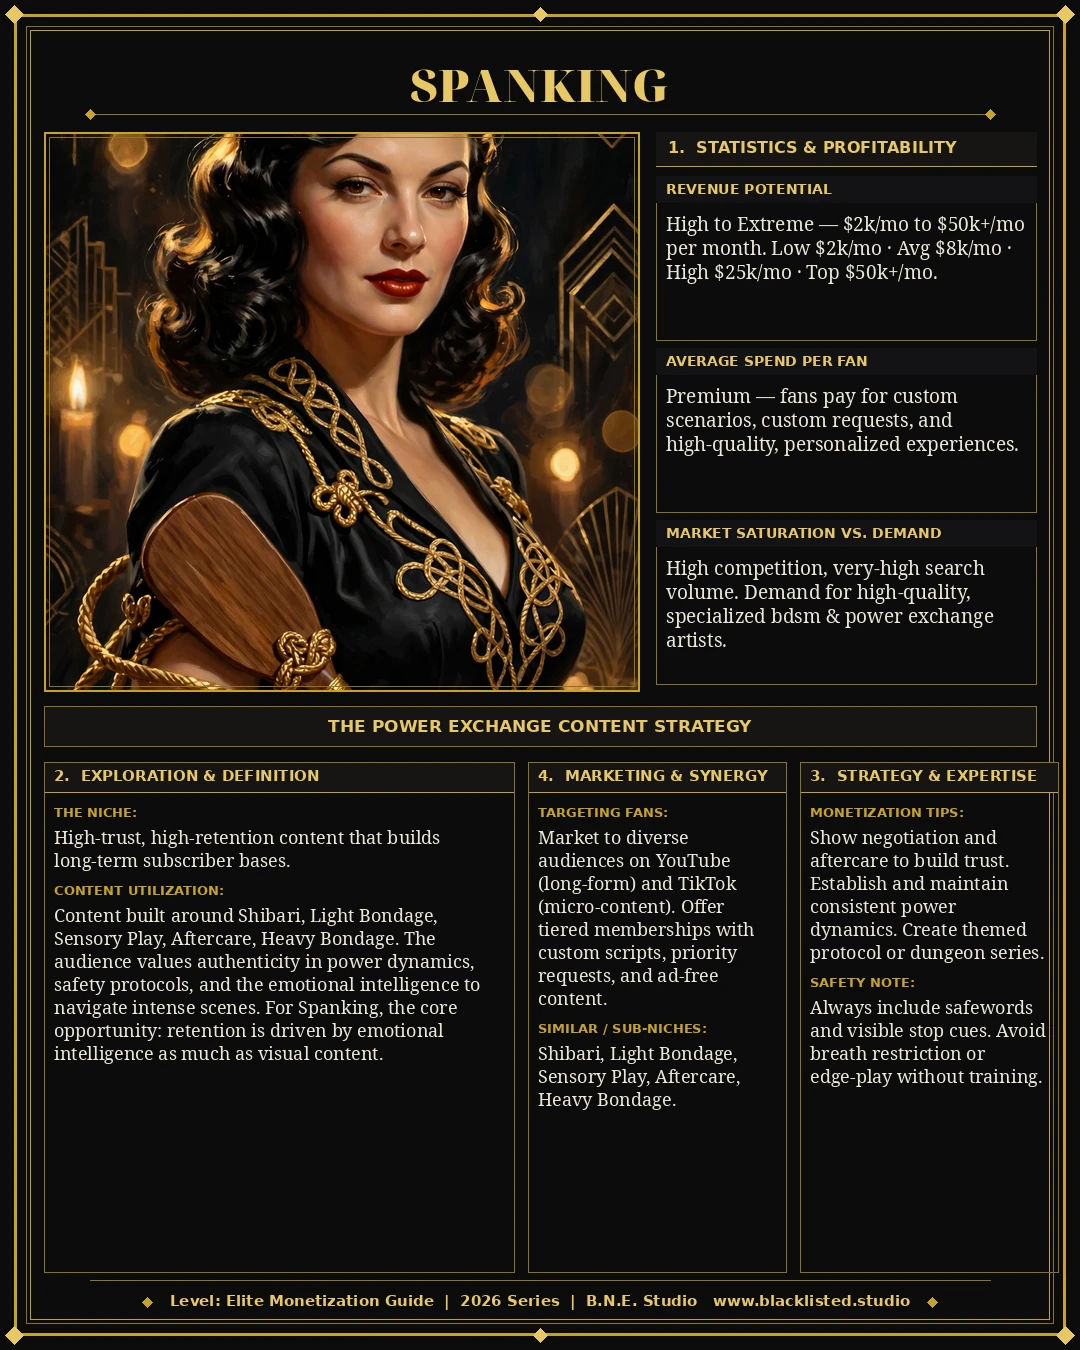 SPANKING
1. STATISTICS & PROFITABILITY
REVENUE POTENTIAL
High to Extreme — $2k/mo to $50k+/mo
per month. Low $2k/mo · Avg $8k/mo ·
High $25k/mo · Top $50k+/mo.
AVERAGE SPEND PER FAN
Premium — fans pay for custom
scenarios, custom requests, and
high-quality, personalized experiences.
MARKET SATURATION VS. DEMAND
High competition, very-high search
volume. Demand for high-quality,
specialized bdsm & power exchange
artists.
THE POWER EXCHANGE CONTENT STRATEGY
2. EXPLORATION & DEFINITION
THE NICHE:
High-trust, high-retention content that builds
long-term subscriber bases.
CONTENT UTILIZATION:
Content built around Shibari, Light Bondage,
Sensory Play, Aftercare, Heavy Bondage. The
audience values authenticity in power dynamics,
safety protocols, and the emotional intelligence to
navigate intense scenes. For Spanking, the core
opportunity: retention is driven by emotional
intelligence as much as visual content.
4. MARKETING & SYNERGY
TARGETING FANS:
Market to diverse
audiences on YouTube
(long-form) and TikTok
(micro-content). Offer
tiered memberships with
custom scripts, priority
requests, and ad-free
content.
SIMILAR / SUB-NICHES:
Shibari, Light Bondage,
Sensory Play, Aftercare,
Heavy Bondage.
3. STRATEGY & EXPERTISE
MONETIZATION TIPS:
Show negotiation and
aftercare to build trust.
Establish and maintain
consistent power
dynamics. Create themed
protocol or dungeon series.
SAFETY NOTE:
Always include safewords
and visible stop cues. Avoid
breath restriction or
edge-play without training.
Level: Elite Monetization Guide | 2026 Series | B.N.E. Studio www.blacklisted.studio